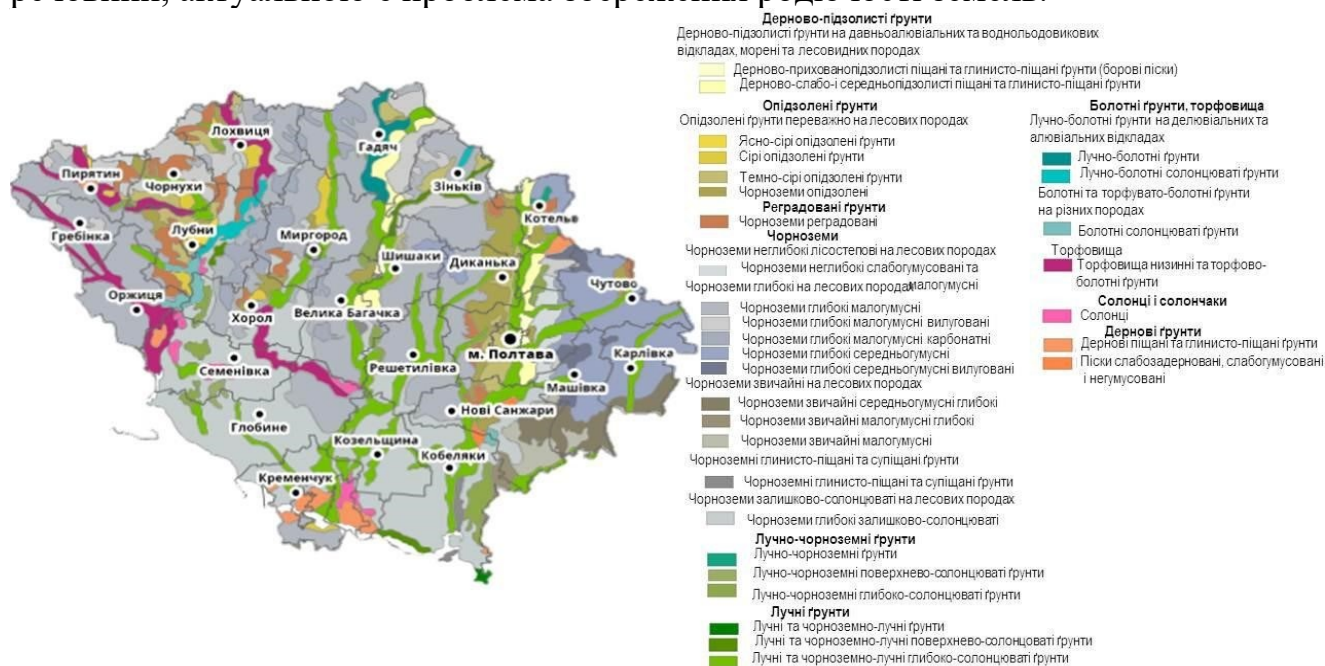 речовини, актуальною є проблема збереження родючості земель.
Лохвиця
Гадяч
Пирятин
Чорнухи
Зіньків
Котельв
Гребінка
Лубни
Миргород
Шишаки
Диканька
Чутово
Оржиця
Хорол
Велика Багачка
м. Полтава
Карлівка
Семенівка
Решетилівка
Машівка
Нові Санжари
Глобине
Козельщина
Кобеляки
Кременчук
Дерново-підзолисті ґрунти
Дерново-підзолисті ґрунти на давньоалювіальних та воднольодовикових
відкладах, морені та лесовидних породах
Дерново-прихованопідзолисті піщані та глинисто-піщані ґрунти (борові піски)
Дерново-слабо-і середньопідзолисті піщані та глинисто-піщані ґрунти
Опідзолені ґрунти
Опідзолені ґрунти переважно на лесових породах
Ясно-сірі опідзолені ґрунти
Сірі опідзолені ґрунти
Темно-сірі опідзолені ґрунти
Чорноземи опідзолені
Реградовані ґрунти
Чорноземи реградовані
Чорноземи
Чорноземи неглибокі лісостепові на лесових породах
Чорноземи неглибокі слабогумусовані та
малогумусні
Чорноземи глибокі на лесових породах
Чорноземи глибокі малогумусні
Чорноземи глибокі малогумусні вилуговані
Чорноземи глибокі малогумусні карбонатні
Чорноземи глибокі середньогумусні
Чорноземи глибокі середньогумусні вилуговані
Чорноземи звичайні на лесових породах
Чорноземи звичайні середньогумусні глибокі
Чорноземи звичайні малогумусні глибокі
Чорноземи звичайні малогумусні
Чорноземні глинисто-піщані та супіщані ґрунти
Чорноземні глинисто-піщані та супіщані ґрунти
Чорноземи залишково-солонцюваті на лесових породах
Чорноземи глибокі залишково-солонцюваті
Лучно-чорноземні ґрунти
Лучно-чорноземні ґрунти
Лучно-чорноземні поверхнево-солонцюваті ґрунти
Лучно-чорноземні глибоко-солонцюваті ґрунти
Лучні ґрунти
Лучні та чорноземно-лучні ґрунти
Лучні та чорноземно-лучні поверхнево-солонцюваті ґрунти
Лучні та чорноземно-лучні глибоко-солонцюваті ґрунти
Болотні ґрунти, торфовища
Лучно-болотні ґрунти на делювіальних та
алювіальних відкладах
Лучно-болотні ґрунти
Лучно-болотні солонцюваті ґрунти
Болотні та торфувато-болотні ґрунти
на різних породах
Болотні солонцюваті ґрунти
Торфовища
Торфовища низинні та торфово-
болотні ґрунти
Солонці і солончаки
Солонці
Дернові ґрунти
Дернові піщані та глинисто-піщані ґрунти
Піски слабозадерновані, слабогумусовані
і негумусовані